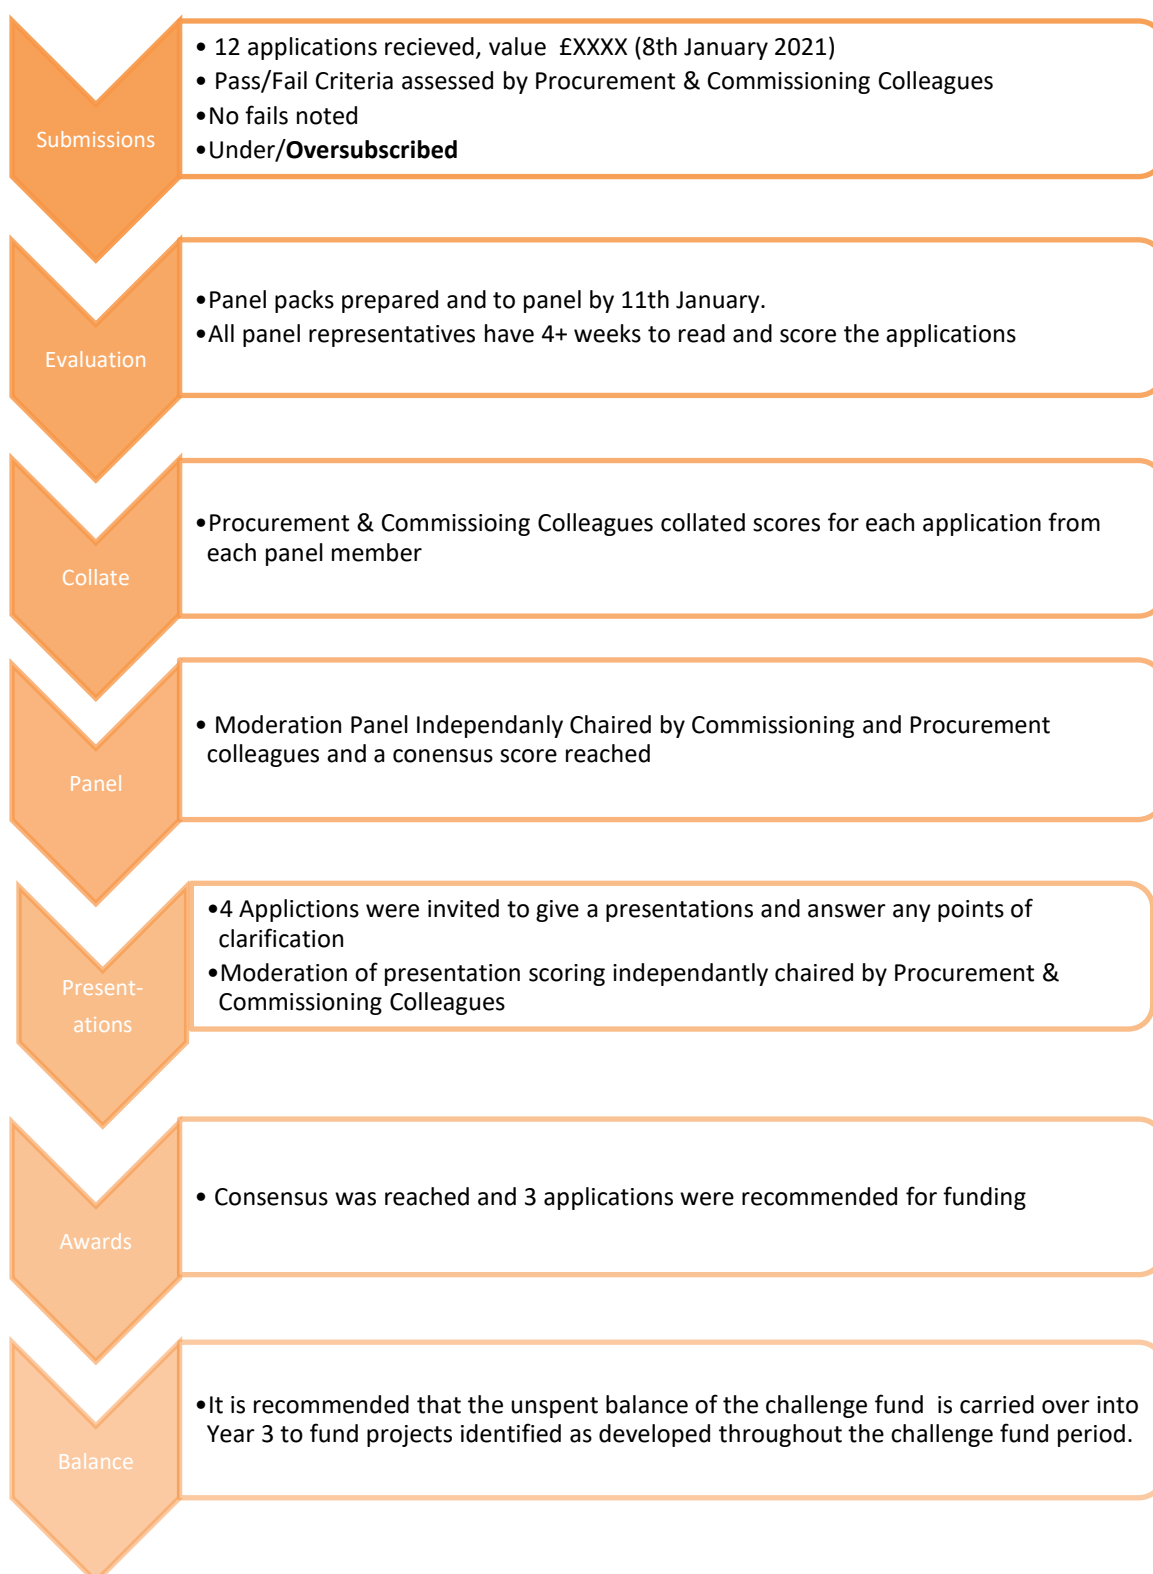 Submissions
• 12 applications recieved, value £XXXX (8th January 2021)
• Pass/Fail Criteria assessed by Procurement & Commissioning Colleagues
•No fails noted
•Under/Oversubscribed
Evaluation
•Panel packs prepared and to panel by 11th January.
•All panel representatives have 4+ weeks to read and score the applications
Collate
•Procurement & Commissioing Colleagues collated scores for each application from
each panel member
Panel
• Moderation Panel Independanly Chaired by Commissioning and Procurement
colleagues and a conensus score reached
Present-
ations
•4 Applictions were invited to give a presentations and answer any points of
clarification
•Moderation of presentation scoring independantly chaired by Procurement &
Commissioning Colleagues
Awards
• Consensus was reached and 3 applications were recommended for funding
Balance
•It is recommended that the unspent balance of the challenge fund is carried over into
Year 3 to fund projects identified as developed throughout the challenge fund period.